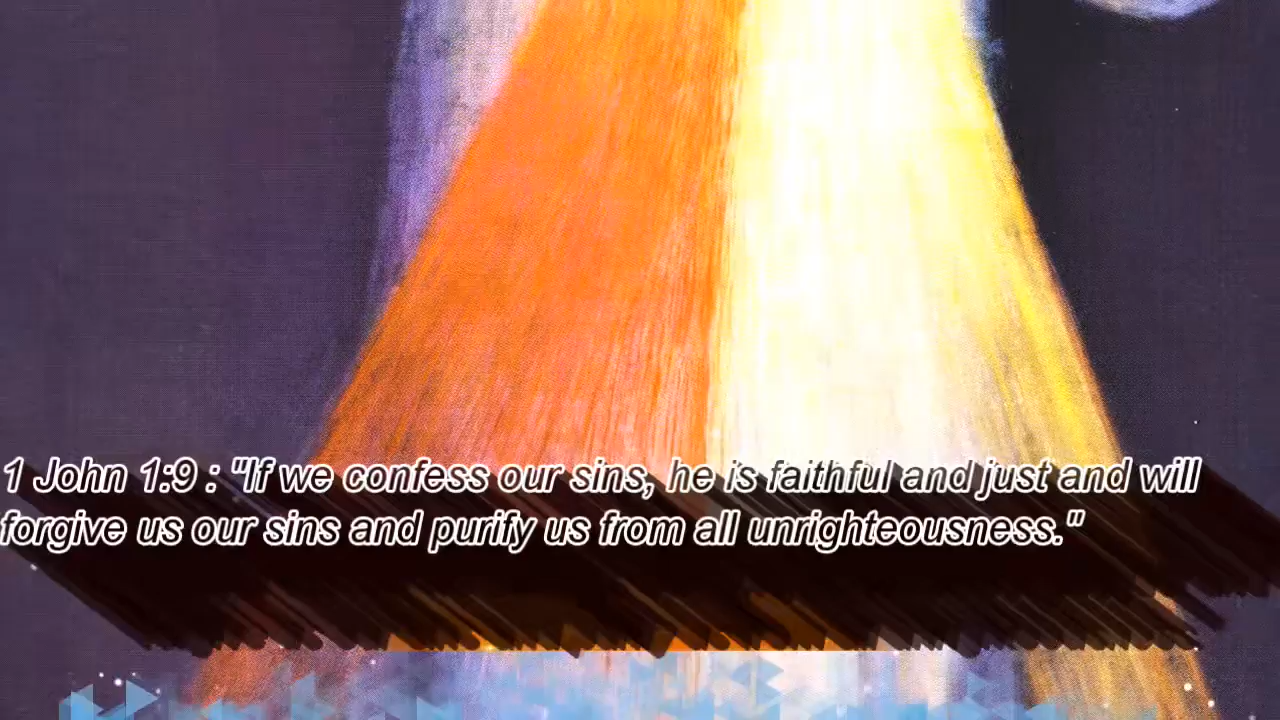 1 John 1:9 : "If we confess our sins, he is faithful and just and will
forgive us our sins and purify us from all unrighteousness."